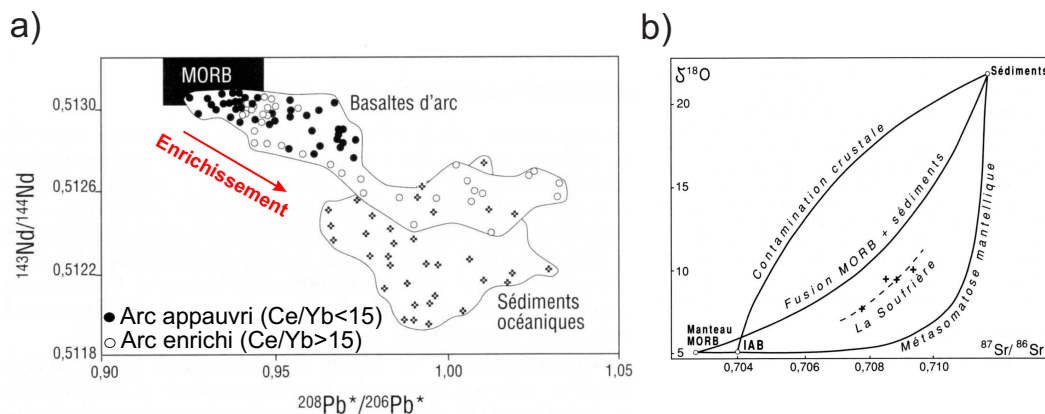 a)
MORB
Basaltes d'arc
Enrichissement
Sédiments
océaniques
● Arc appauvri (Ce/Yb<15)
○ Arc enrichi (Ce/Yb>15)
¹⁴³Nd/¹⁴⁴Nd
0,5130
0,5126
0,5122
0,5118
0,90
0,95
1,00
1,05
²⁰⁸Pb*/²⁰⁶Pb*
b)
δ¹⁸O
20
15
10
5
Sédiments
Contamination crustale
Fusion MORB + sédiments
La Soufrière
Métasomatose mantellique
Manteau
MORB
IAB
0,704
0,706
0,708
0,710
⁸⁷Sr/⁸⁶Sr